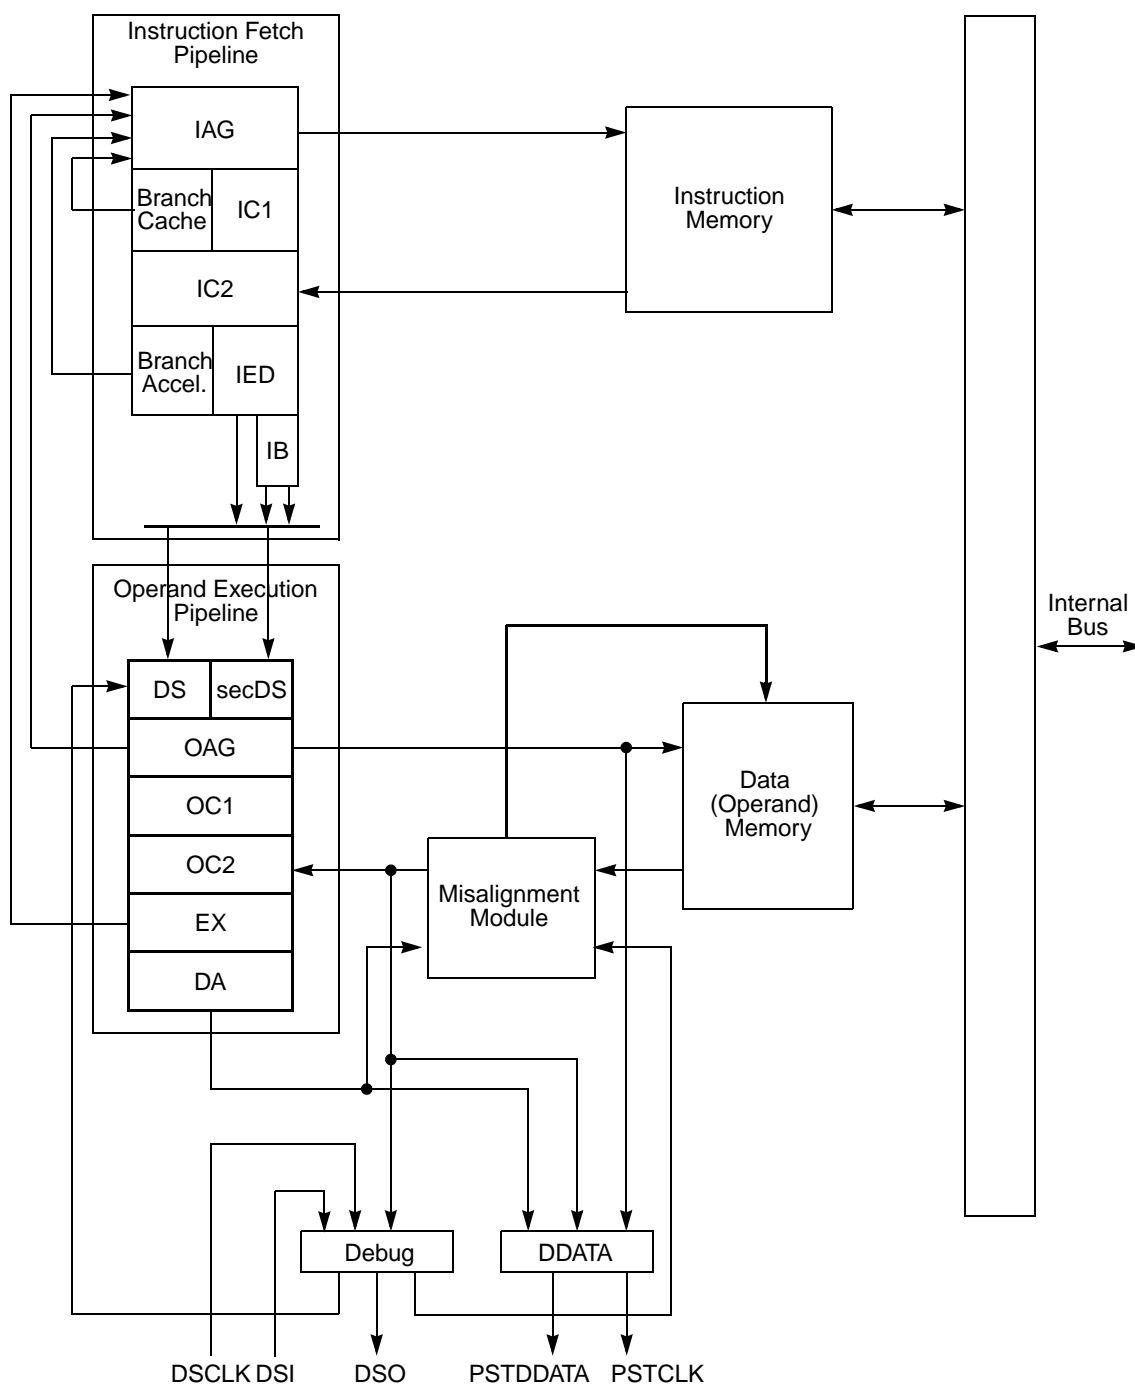 Instruction Fetch
Pipeline
IAG
Branch
Cache
IC1
IC2
Branch
Accel.
IED
IB
Instruction
Memory
Operand Execution
Pipeline
DS
secDS
OAG
OC1
OC2
EX
DA
Misalignment
Module
Data
(Operand)
Memory
Internal
Bus
Debug
DDATA
DSCLK
DSI
DSO
PSTDDATA
PSTCLK